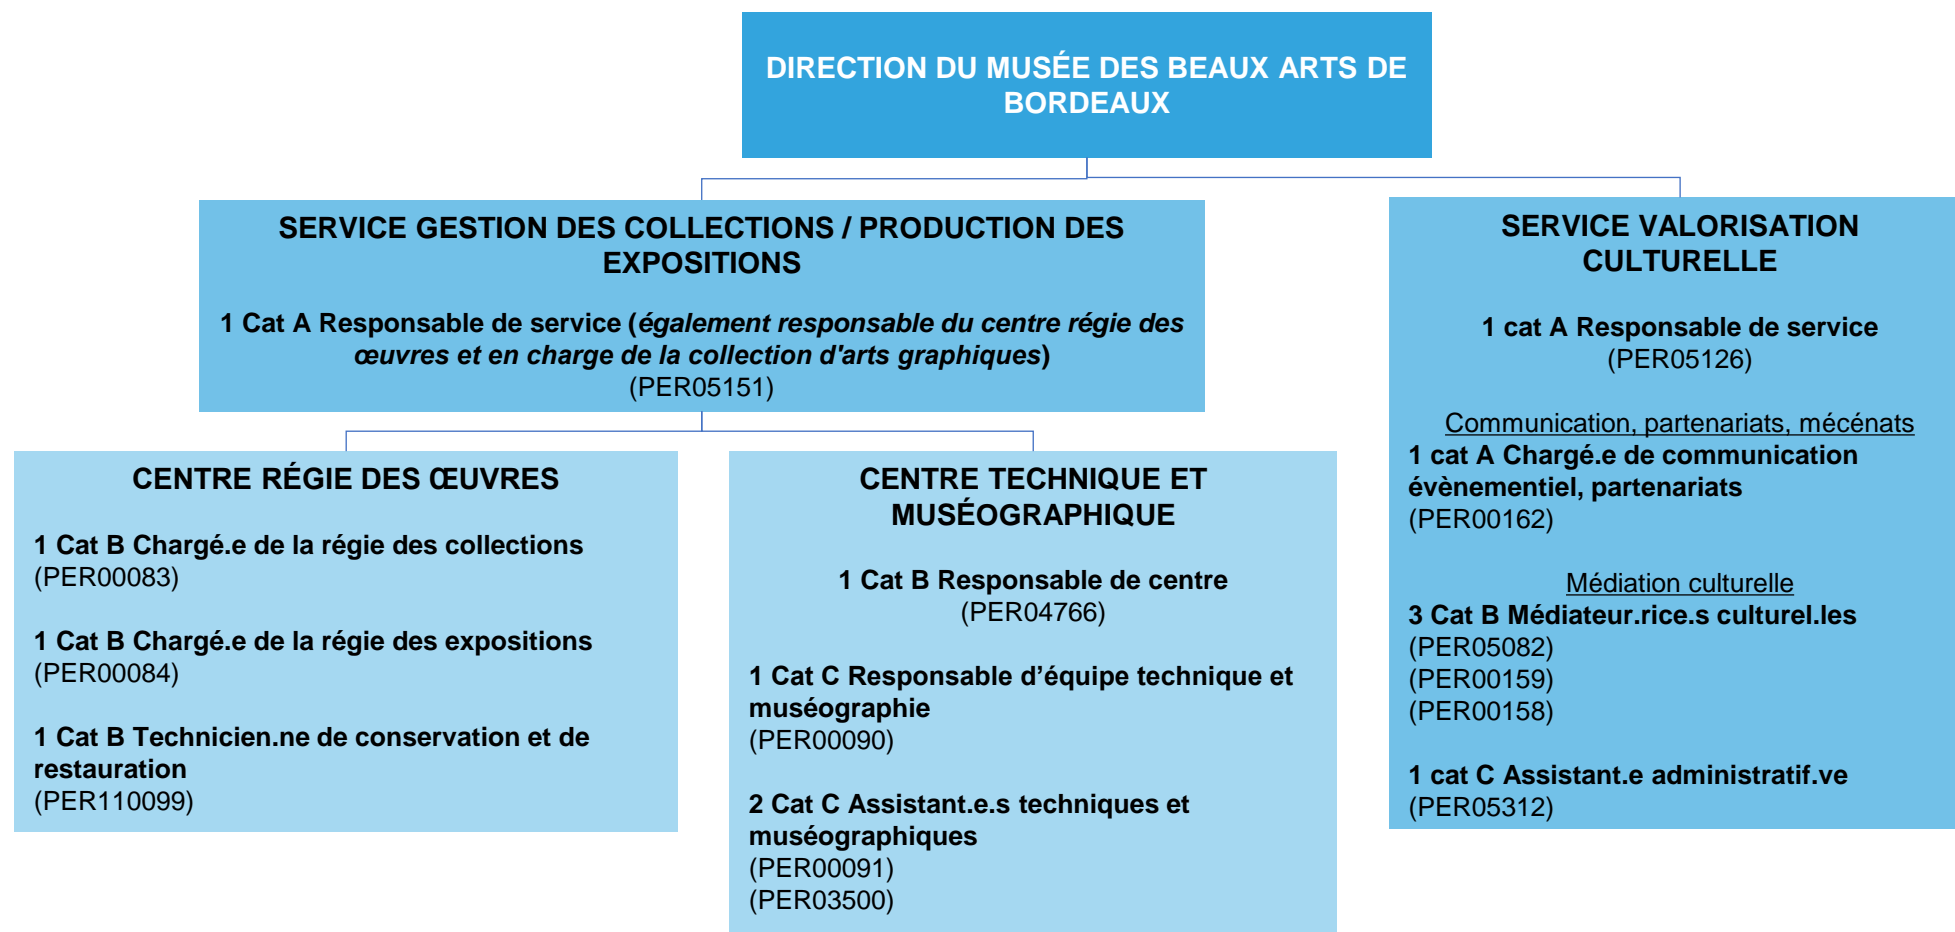 DIRECTION DU MUSÉE DES BEAUX ARTS DE
BORDEAUX
SERVICE GESTION DES COLLECTIONS / PRODUCTION DES
EXPOSITIONS
1 Cat A Responsable de service (également responsable du centre régie des
œuvres et en charge de la collection d'arts graphiques)
(PER05151)
CENTRE RÉGIE DES ŒUVRES
1 Cat B Chargé.e de la régie des collections
(PER00083)
1 Cat B Chargé.e de la régie des expositions
(PER00084)
1 Cat B Technicien.ne de conservation et de
restauration
(PER110099)
CENTRE TECHNIQUE ET
MUSÉOGRAPHIQUE
1 Cat B Responsable de centre
(PER04766)
1 Cat C Responsable d’équipe technique et
muséographie
(PER00090)
2 Cat C Assistant.e.s techniques et
muséographiques
(PER00091)
(PER03500)
SERVICE VALORISATION
CULTURELLE
1 cat A Responsable de service
(PER05126)
Communication, partenariats, mécénats
1 cat A Chargé.e de communication
évènementiel, partenariats
(PER00162)
Médiation culturelle
3 Cat B Médiateur.rice.s culturel.les
(PER05082)
(PER00159)
(PER00158)
1 cat C Assistant.e administratif.ve
(PER05312)